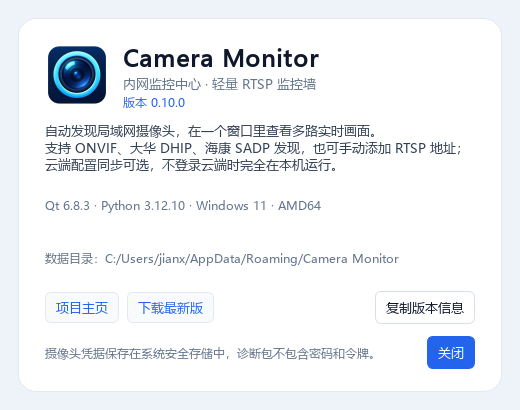 Camera Monitor
内网监控中心 · 轻量 RTSP 监控墙
版本 0.10.0
自动发现局域网摄像头，在一个窗口里查看多路实时画面。
支持 ONVIF、大华 DHIP、海康 SADP 发现，也可手动添加 RTSP 地址；
云端配置同步可选，不登录云端时完全在本机运行。
Qt 6.8.3 · Python 3.12.10 · Windows 11 · AMD64
数据目录：C:/Users/jianx/AppData/Roaming/Camera Monitor
项目主页 下载最新版 复制版本信息
摄像头凭据保存在系统安全存储中，诊断包不包含密码和令牌。 关闭